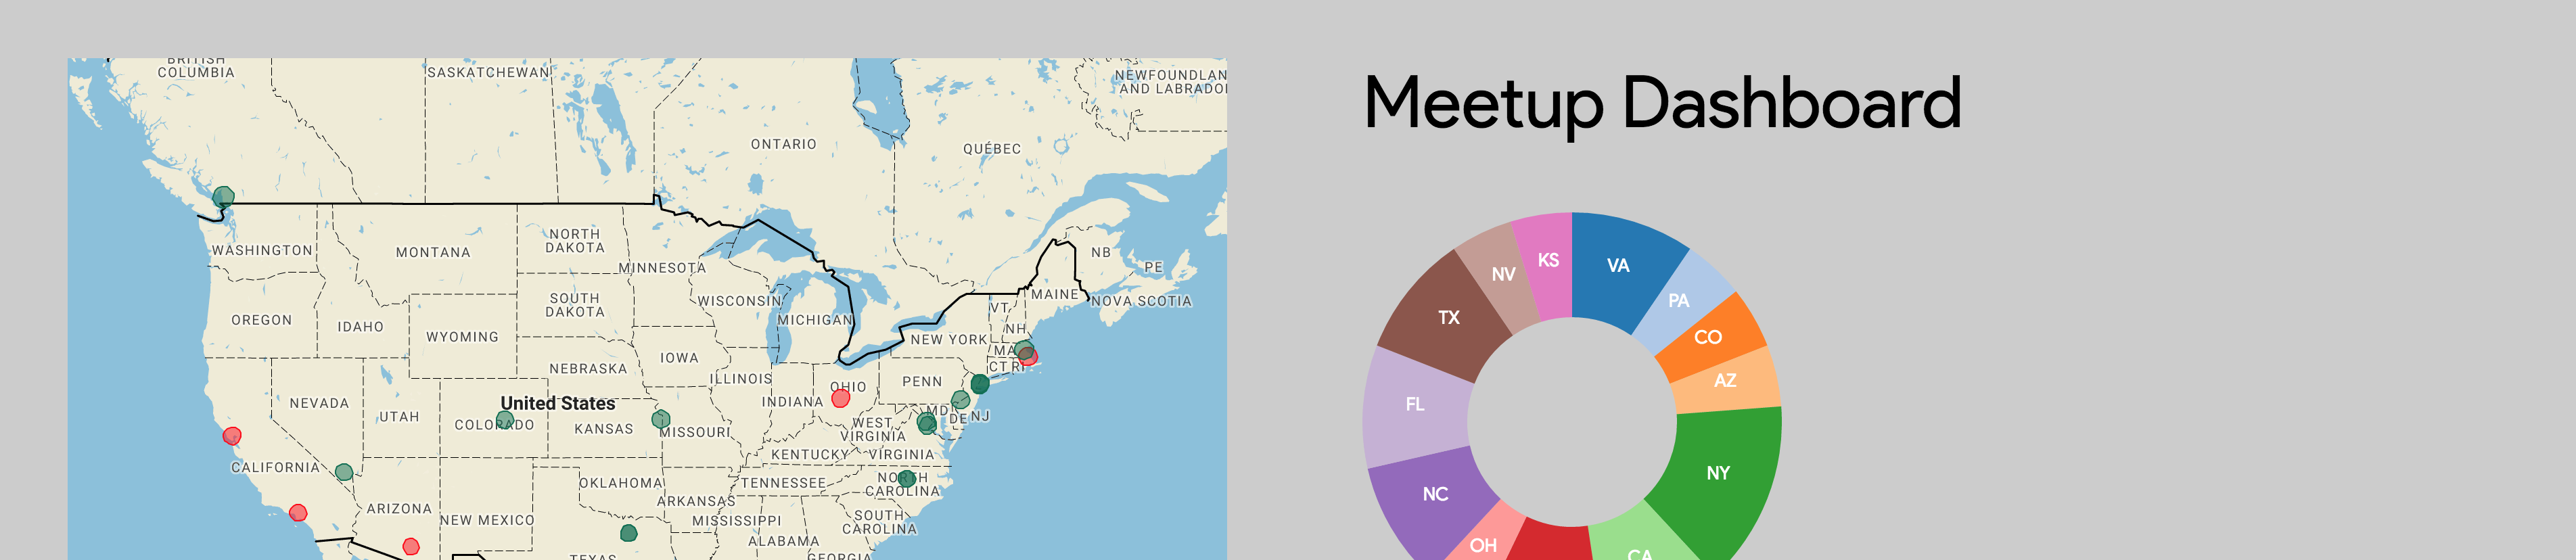 BRITISH
COLUMBIA
SASKATCHEWAN
NEWFOUNDLAN
AND LABRADOR
ONTARIO
QUÉBEC
WASHINGTON
MONTANA
NORTH
DAKOTA
MINNESOTA
NB
PE
MAINE
NOVA SCOTIA
OREGON
IDAHO
WYOMING
SOUTH
DAKOTA
WISCONSIN
MICHIGAN
VT
NH
NEW YORK
MA
CT
RI
IOWA
NEBRASKA
ILLINOIS
INDIANA
OHIO
PENN
NEVADA
UTAH
United States
COLORADO
KANSAS
MISSOURI
WEST
VIRGINIA
MD
DE
NJ
KENTUCKY
VIRGINIA
CALIFORNIA
ARIZONA
NEW MEXICO
OKLAHOMA
ARKANSAS
TENNESSEE
NORTH
CAROLINA
MISSISSIPPI
SOUTH
CAROLINA
ALABAMA
GEORGIA
TEXAS
Meetup Dashboard
KS
VA
NV
PA
TX
CO
AZ
FL
NY
NC
OH
CA